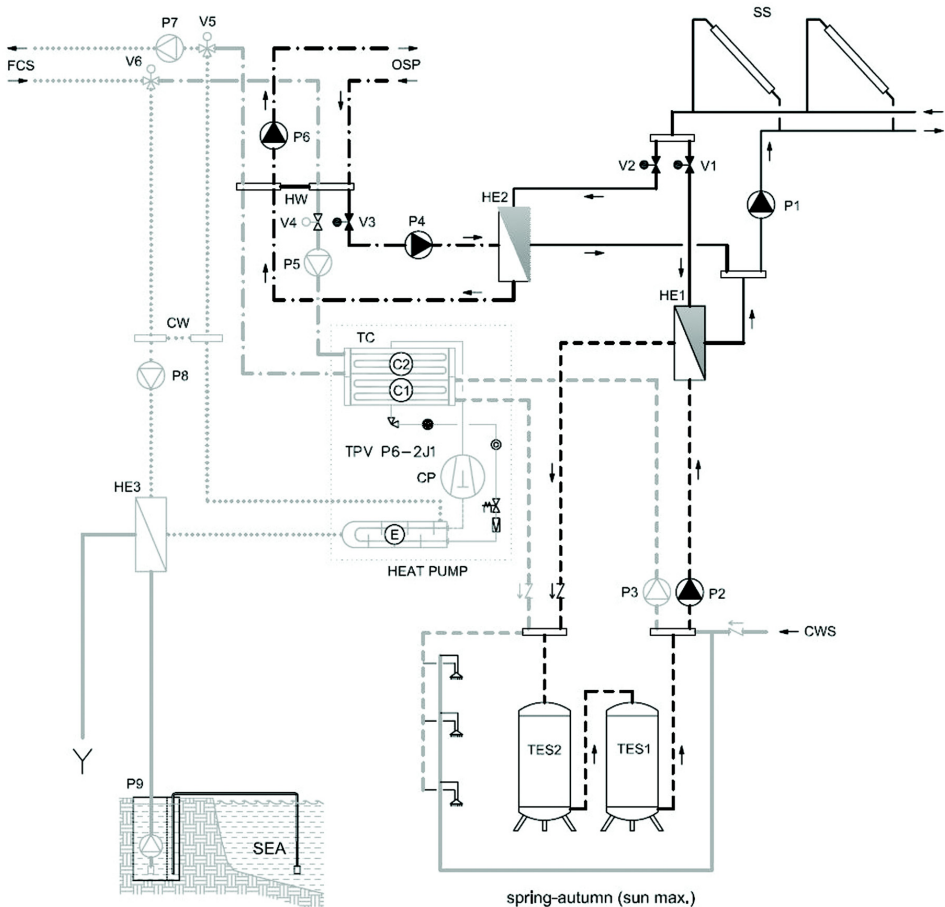 P7
V5
SS
FCS
V6
OSP
P6
V2
V1
HW
HE2
P1
V4
V3
P4
P5
HE1
CW
TC
C2
P8
C1
TPV P6-2J1
CP
HE3
E
HEAT PUMP
P3
P2
CWS
TES2
TES1
P9
SEA
spring-autumn (sun max.)